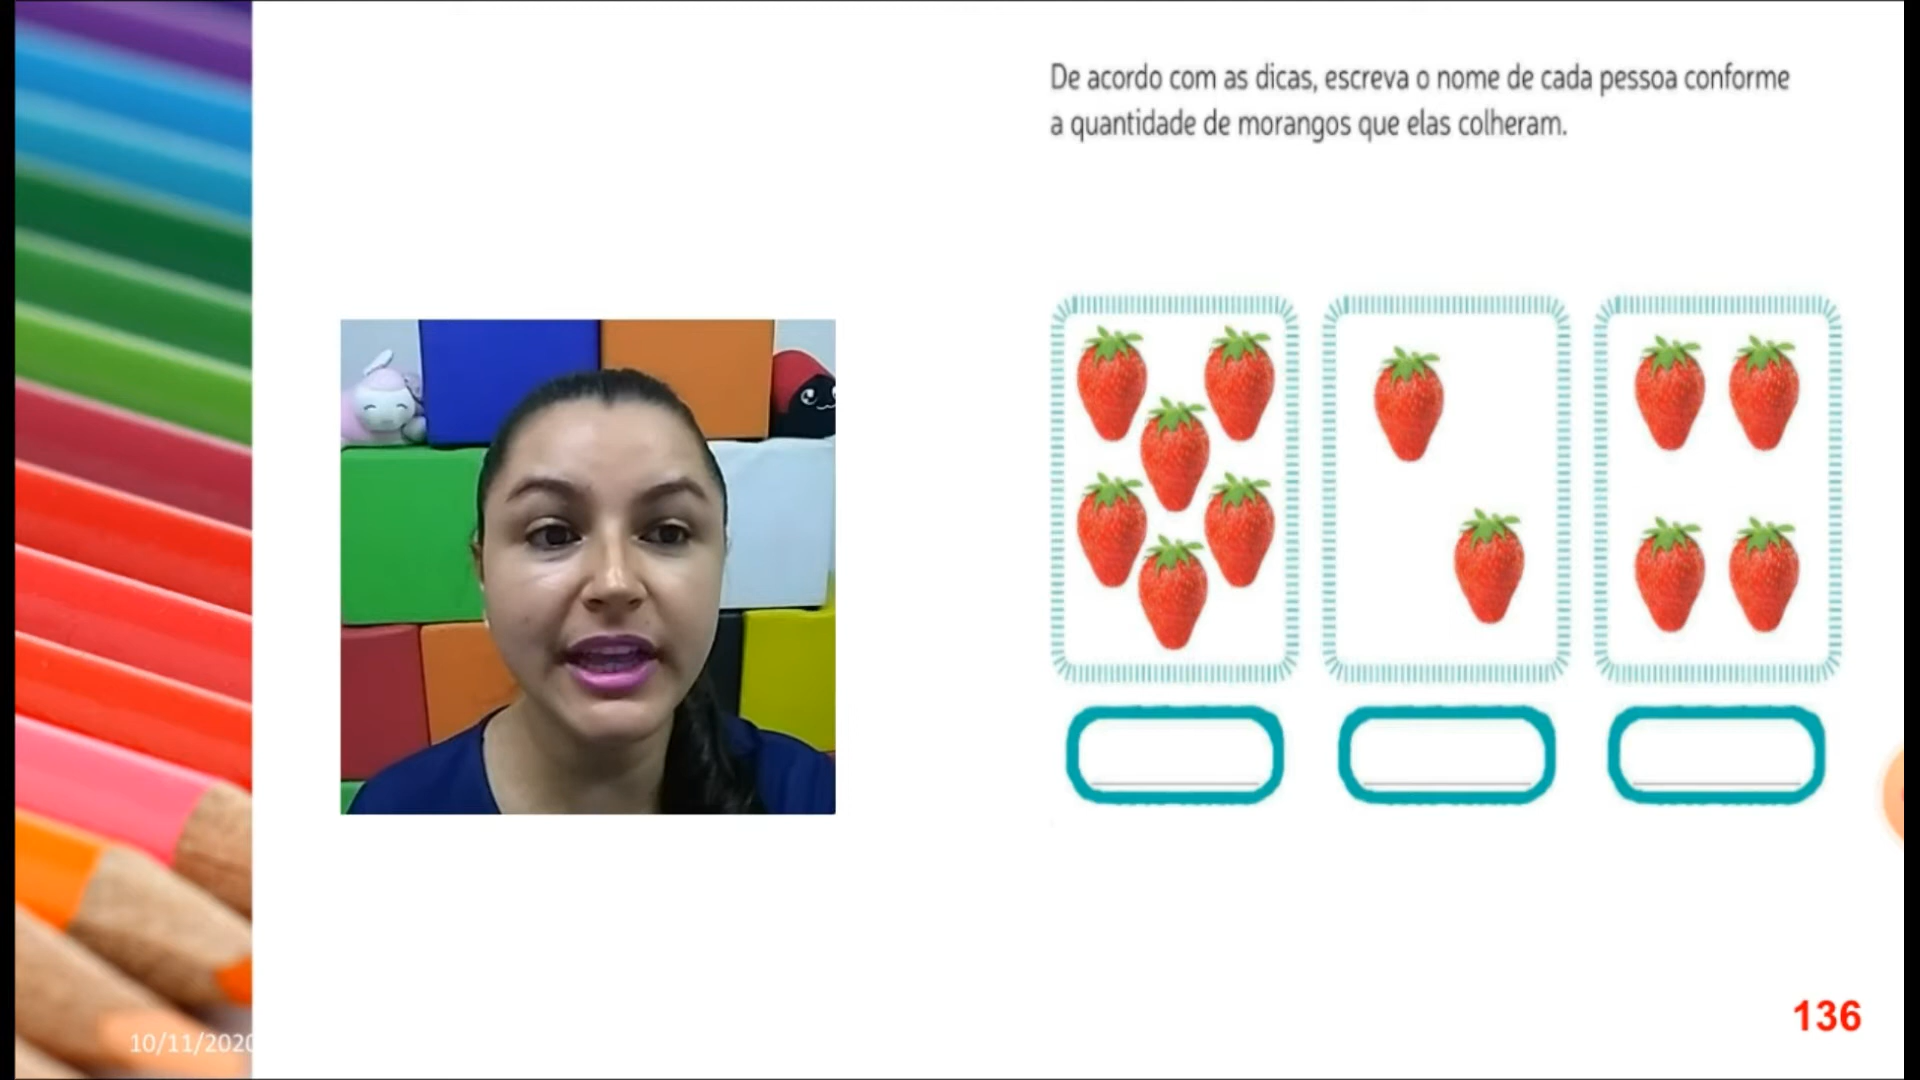 De acordo com as dicas, escreva o nome de cada pessoa conforme
a quantidade de morangos que elas colheram.
136
10/11/2020